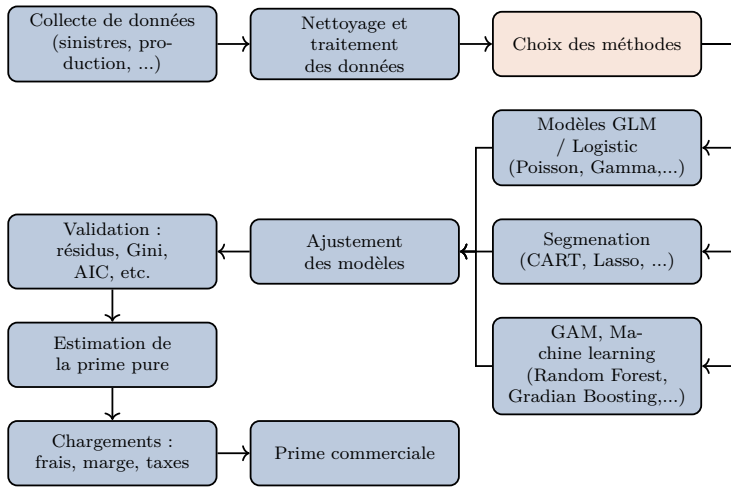 Collecte de données
(sinistres, pro-
duction, ...)
Nettoyage et
traitement
des données
Choix des méthodes
Modèles GLM
/ Logistic
(Poisson, Gamma,...)
Validation :
résidus, Gini,
AIC, etc.
Ajustement
des modèles
Segmenation
(CART, Lasso, ...)
Estimation de
la prime pure
GAM, Ma-
chine learning
(Random Forest,
Gradian Boosting,...)
Chargements :
frais, marge, taxes
Prime commerciale